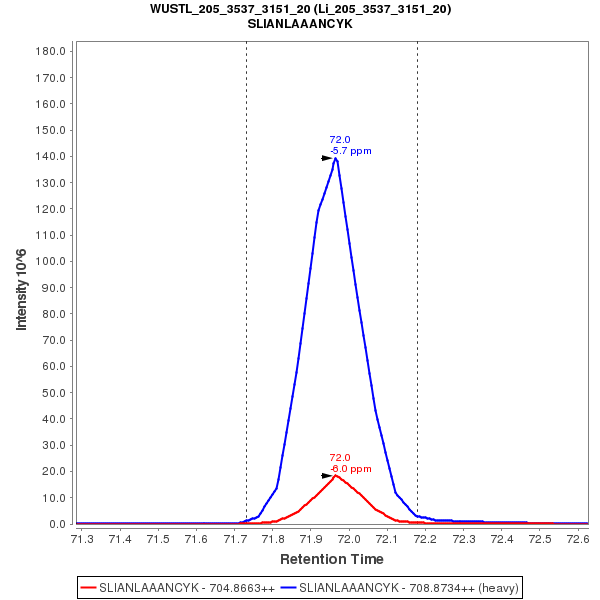 WUSTL_205_3537_3151_20 (Li_205_3537_3151_20)
SLIANLAAANCYK
180.0
170.0
160.0
150.0
140.0
130.0
120.0
110.0
100.0
90.0
80.0
70.0
60.0
50.0
40.0
30.0
20.0
10.0
0.0
Intensity 10^6
72.0
-5.7 ppm
72.0
-6.0 ppm
71.3 71.4 71.5 71.6 71.7 71.8 71.9 72.0 72.1 72.2 72.3 72.4 72.5 72.6
Retention Time
SLIANLAAANCYK - 704.8663++ SLIANLAAANCYK - 708.8734++ (heavy)